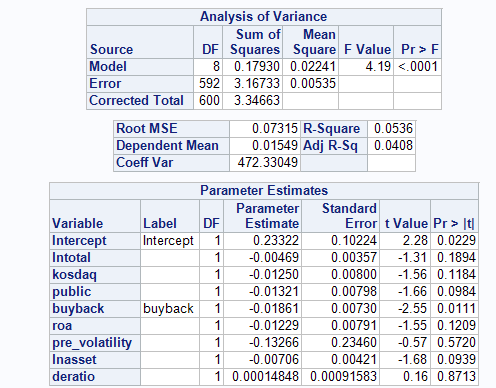 Analysis of Variance
Source DF Sum of Squares Mean Square F Value Pr > F
Model 8 0.17930 0.02241 4.19 <.0001
Error 592 3.16733 0.00535
Corrected Total 600 3.34663
Root MSE 0.07315 R-Square 0.0536
Dependent Mean 0.01549 Adj R-Sq 0.0408
Coeff Var 472.33049
Parameter Estimates
Variable Label DF Parameter Estimate Standard Error t Value Pr > |t|
Intercept Intercept 1 0.23322 0.10224 2.28 0.0229
lntotal 1 -0.00469 0.00357 -1.31 0.1894
kosdaq 1 -0.01250 0.00800 -1.56 0.1184
public 1 -0.01321 0.00798 -1.66 0.0984
buyback buyback 1 -0.01861 0.00730 -2.55 0.0111
roa 1 -0.01229 0.00791 -1.55 0.1209
pre_volatility 1 -0.13266 0.23460 -0.57 0.5720
lnasset 1 -0.00706 0.00421 -1.68 0.0939
deratio 1 0.00014848 0.00091583 0.16 0.8713